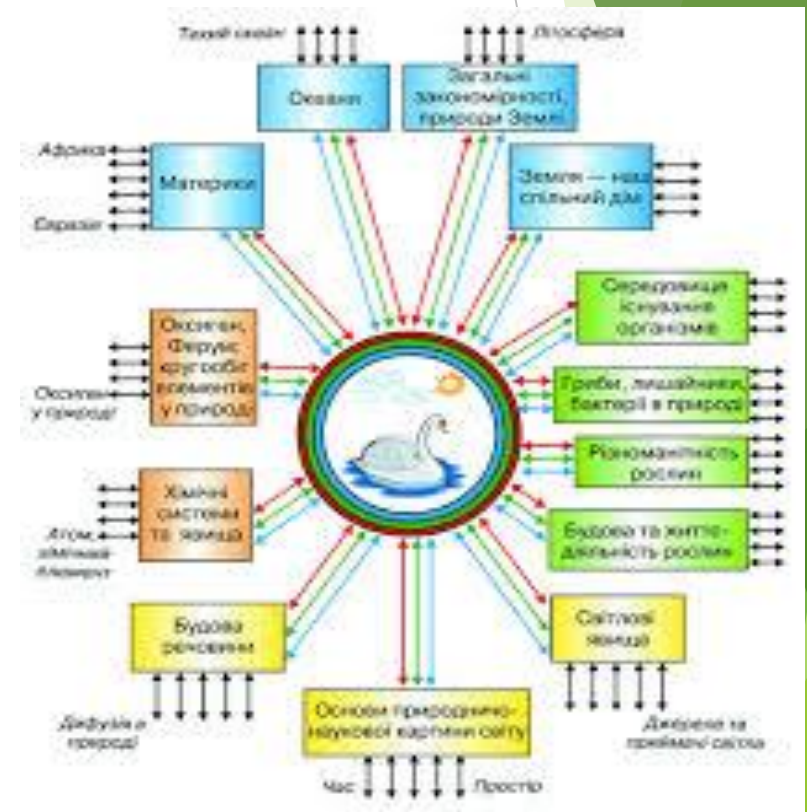 Тихий океан
Літосфера
Океани
Загальні
закономірності,
природи Землі
Африка
Материки
Євразія
Земля — наш
спільний дім
Середовище
існування
організмів
Оксиген,
Ферум;
кругообіг
елементів
у природі
Оксиген
у природі
Гриби, лишайники,
бактерії в природі
Різноманітність
рослин
Хімічні
системи
та явища
Атом,
хімічний
елемент
Будова та житто-
діяльність рослин
Будова
речовини
Світлові
явища
Дифузія в
природі
Основи природничо-
наукової картини світу
Джерела та
приймачі світла
Час
Простір